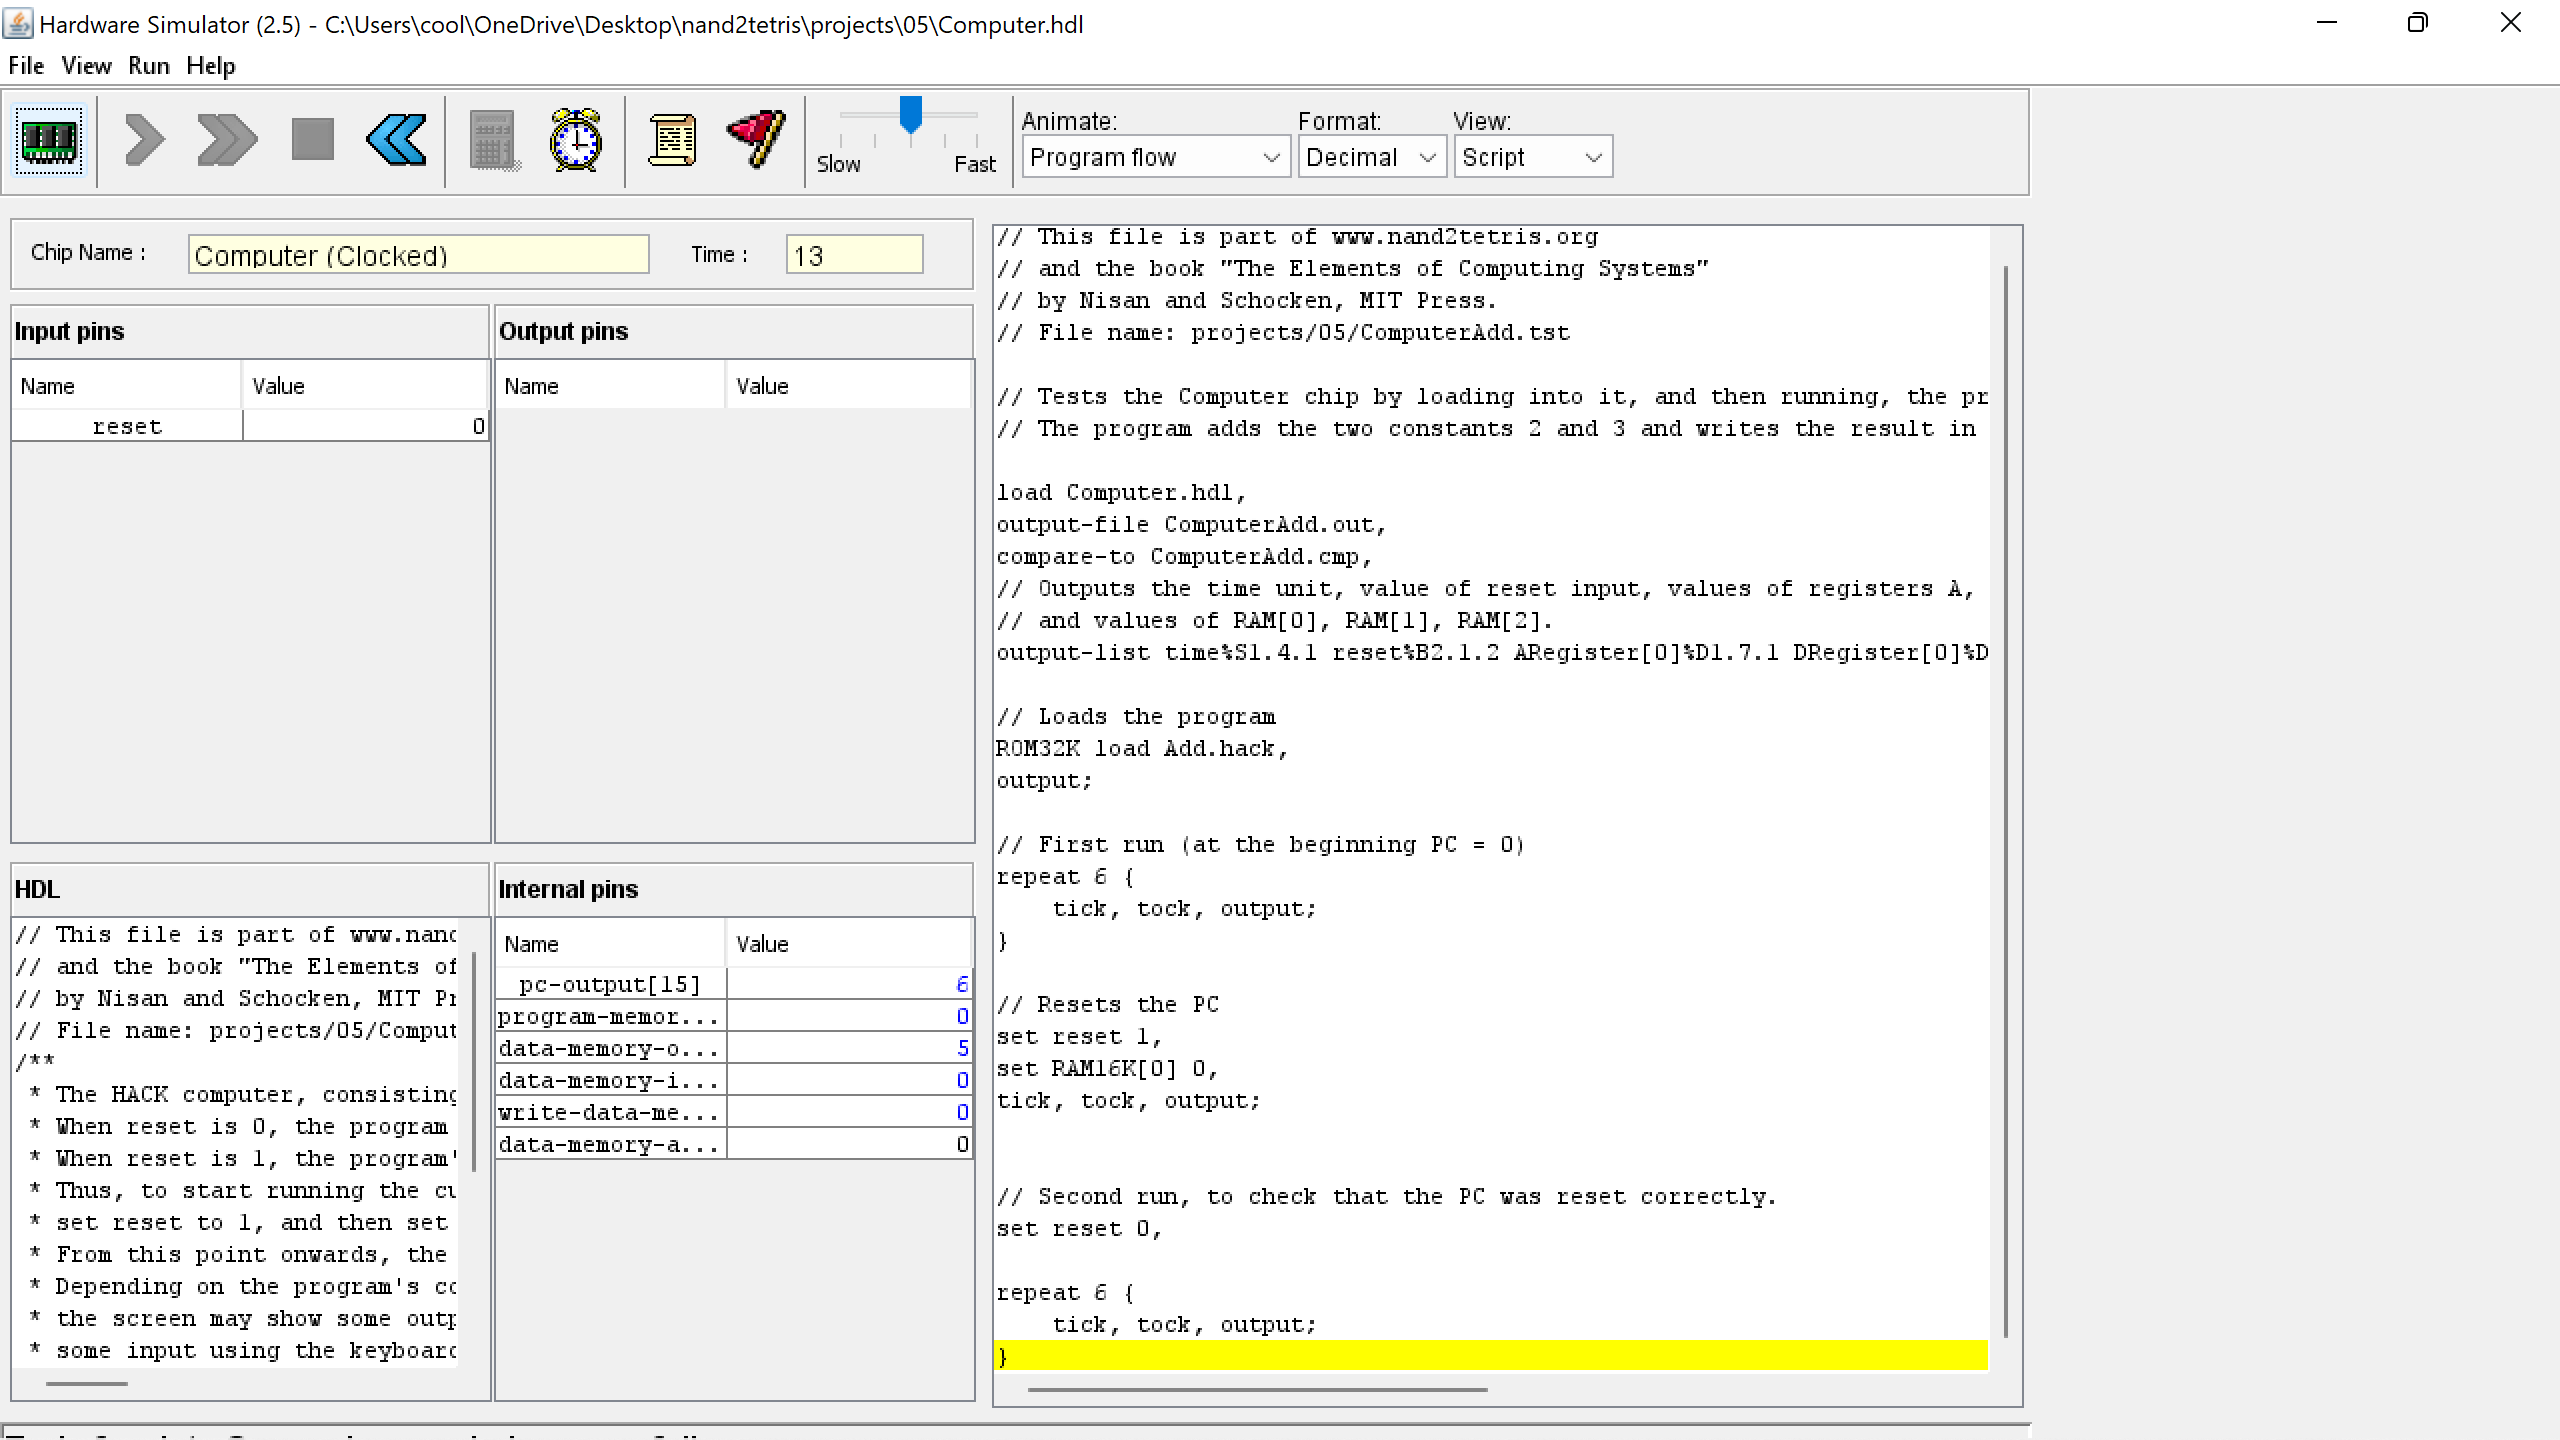 Hardware Simulator (2.5) - C:\Users\cool\OneDrive\Desktop\nand2tetris\projects\05\Computer.hdl
File View Run Help
Slow Fast
Animate: Format: View:
Program flow Decimal Script
Chip Name : Computer (Clocked) Time : 13
Input pins
Name Value
reset 0
Output pins
Name Value
HDL
// This file is part of www.nand
// and the book "The Elements of
// by Nisan and Schocken, MIT Pr
// File name: projects/05/Comput
/**
* The HACK computer, consisting
* When reset is 0, the program
* When reset is 1, the program'
* Thus, to start running the cu
* set reset to 1, and then set
* From this point onwards, the
* Depending on the program's co
* the screen may show some outp
* some input using the keyboard
Internal pins
Name Value
pc-output[15] 6
program-memor... 0
data-memory-o... 5
data-memory-i... 0
write-data-me... 0
data-memory-a... 0
// This file is part of www.nand2tetris.org
// and the book "The Elements of Computing Systems"
// by Nisan and Schocken, MIT Press.
// File name: projects/05/ComputerAdd.tst
// Tests the Computer chip by loading into it, and then running, the pr
// The program adds the two constants 2 and 3 and writes the result in
load Computer.hdl,
output-file ComputerAdd.out,
compare-to ComputerAdd.cmp,
// Outputs the time unit, value of reset input, values of registers A,
// and values of RAM[0], RAM[1], RAM[2].
output-list time%S1.4.1 reset%B2.1.2 ARegister[0]%D1.7.1 DRegister[0]%D
// Loads the program
ROM32K load Add.hack,
output;
// First run (at the beginning PC = 0)
repeat 6 {
tick, tock, output;
}
// Resets the PC
set reset 1,
set RAM16K[0] 0,
tick, tock, output;
// Second run, to check that the PC was reset correctly.
set reset 0,
repeat 6 {
tick, tock, output;
}